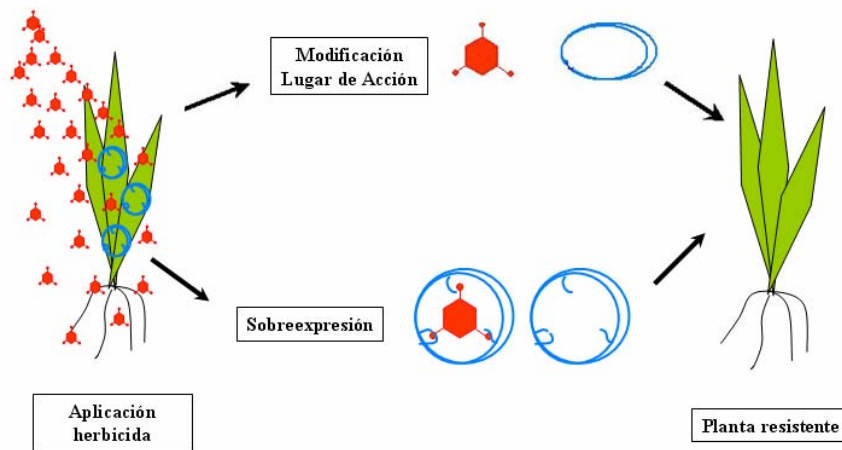 Modificación
Lugar de Acción
Sobreexpresión
Aplicación
herbicida
Planta resistente